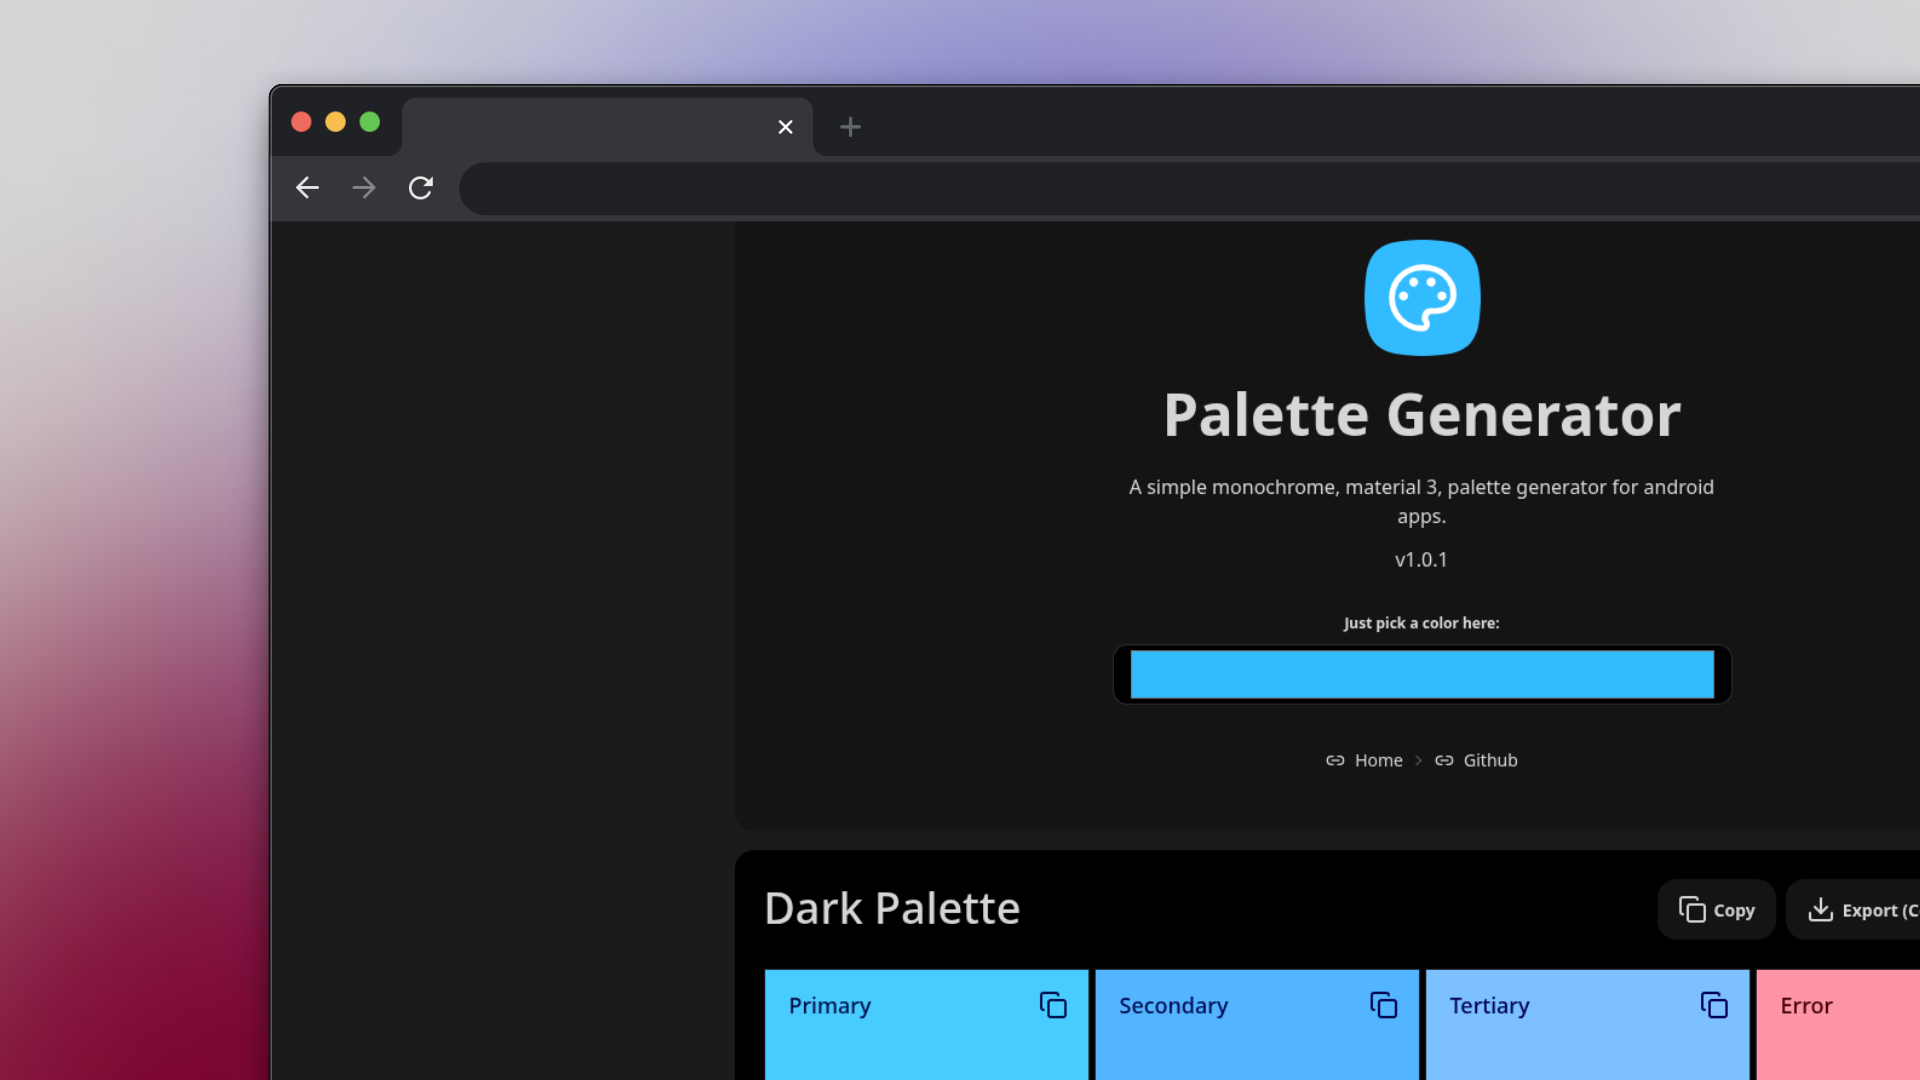 Palette Generator
A simple monochrome, material 3, palette generator for android
apps.
v1.0.1
Just pick a color here:
Home > Github
Dark Palette
Copy
Export (C
Primary
Secondary
Tertiary
Error